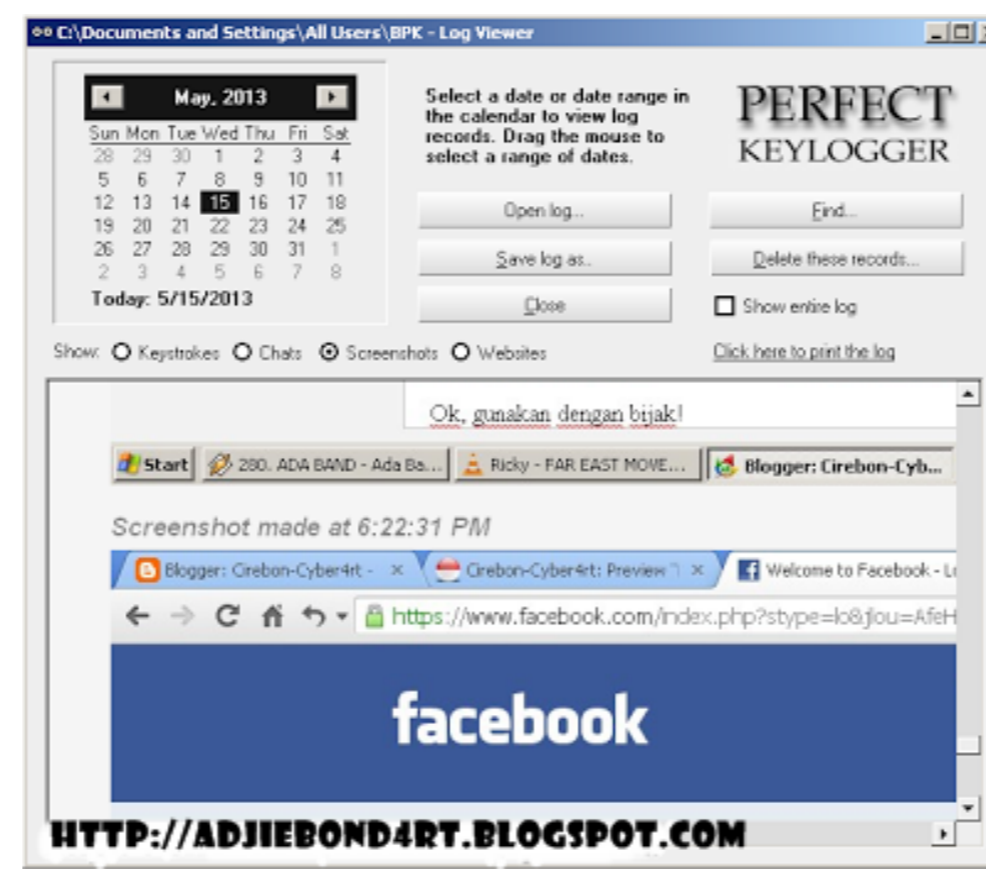 C:\Documents and Settings\All Users\BPK - Log Viewer
May, 2013
Sun Mon Tue Wed Thu Fri Sat
28 29 30 1 2 3 4
5 6 7 8 9 10 11
12 13 14 15 16 17 18
19 20 21 22 23 24 25
26 27 28 29 30 31 1
2 3 4 5 6 7 8
Today: 5/15/2013
Select a date or date range in
the calendar to view log
records. Drag the mouse to
select a range of dates.
PERFECT
KEYLOGGER
Open log...
Find...
Save log as..
Delete these records...
Close
Show entire log
Show: Keystrokes Chats Screenshots Websites
Click here to print the log
Ok, gunakan dengan bijak!
Start 280. ADA BAND - Ada Ba... Ricky - FAR EAST MOVE... Blogger: Cirebon-Cyb...
Screenshot made at 6:22:31 PM
Blogger: Cirebon-Cyber4rt - Cirebon-Cyber4rt: Preview Welcome to Facebook -
https://www.facebook.com/index.php?stype=lo&jlou=AfeH
facebook
HTTP://ADJIEBOND4RT.BLOGSPOT.COM